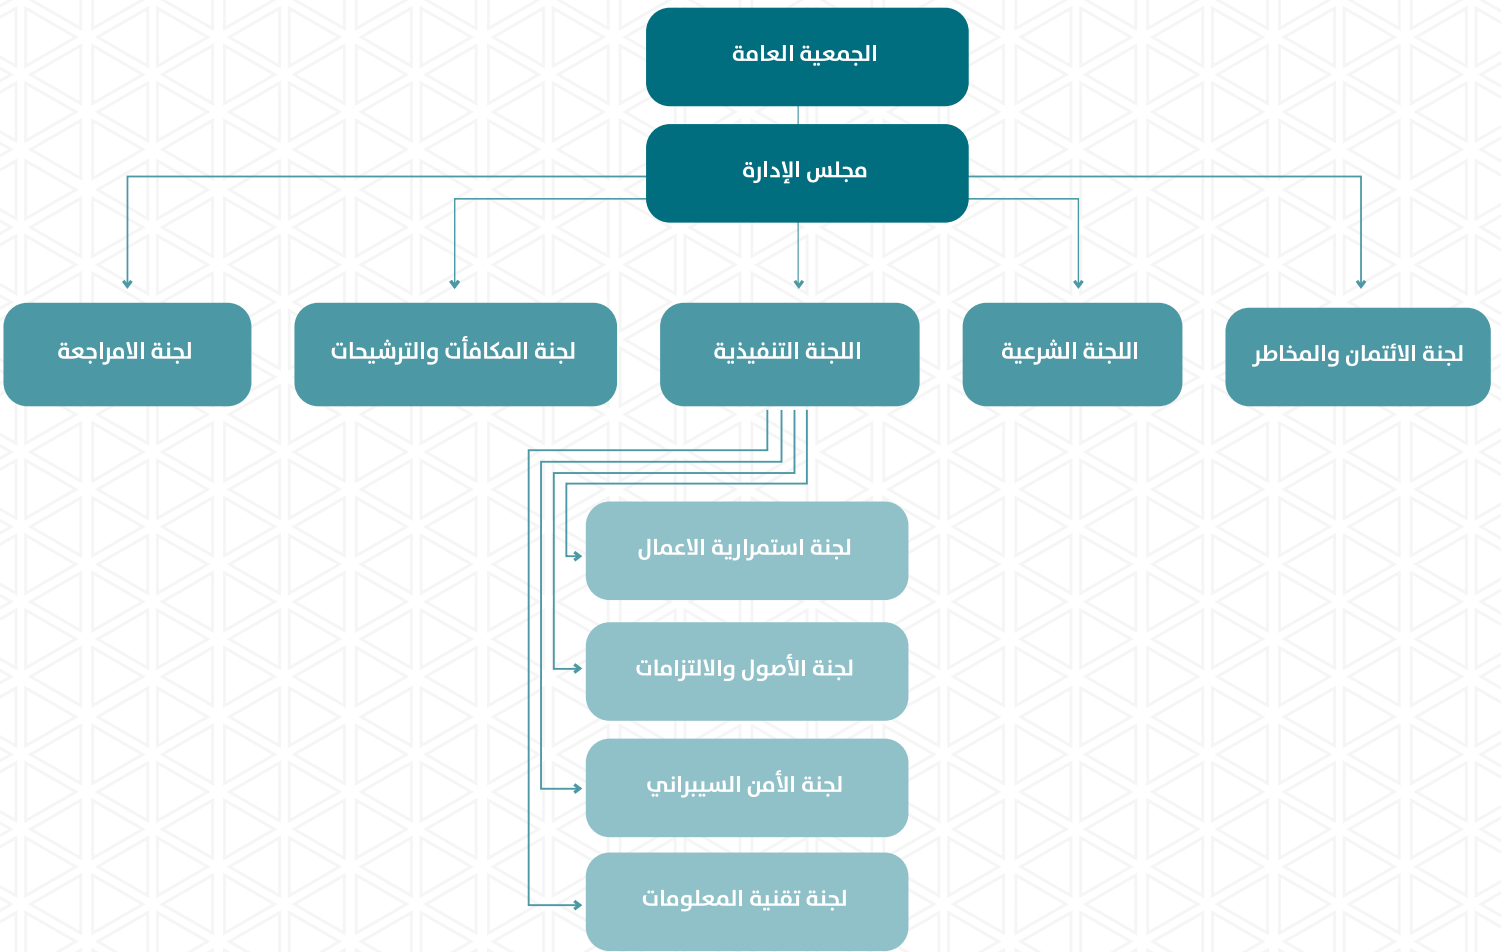 الجمعية العامة
مجلس الإدارة
لجنة الائتمان والمخاطر
اللجنة الشرعية
اللجنة التنفيذية
لجنة المكافأت والترشيحات
لجنة الامراجعة
لجنة استمرارية الاعمال
لجنة الأصول والالتزامات
لجنة الأمن السيبراني
لجنة تقنية المعلومات